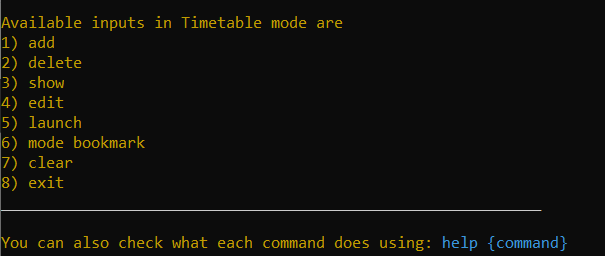 Available inputs in Timetable mode are
1) add
2) delete
3) show
4) edit
5) launch
6) mode bookmark
7) clear
8) exit
You can also check what each command does using: help {command}